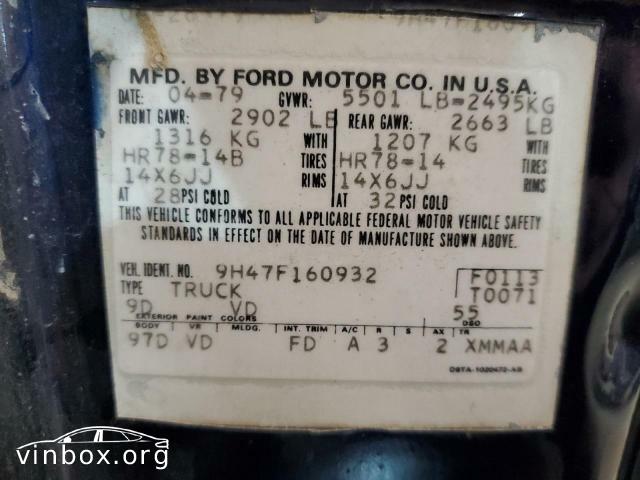 MFD. BY FORD MOTOR CO. IN U.S.A.
DATE: 04-79 GVWR: 5501 LB=2495KG
FRONT GAWR: 2902 LB REAR GAWR: 2663 LB
1316 KG WITH 1207 KG WITH
HR78-14B TIRES HR78-14 TIRES
14X6JJ RIMS 14X6JJ RIMS
AT 28PSI COLD AT 32PSI COLD
THIS VEHICLE CONFORMS TO ALL APPLICABLE FEDERAL MOTOR VEHICLE SAFETY
STANDARDS IN EFFECT ON THE DATE OF MANUFACTURE SHOWN ABOVE.
VEH. IDENT. NO. 9H47F160932 F0113
TYPE TRUCK T0071
9D VD 55
EXTERIOR PAINT COLORS DSO
BODY VR MLDG. INT. TRIM A/C R S AX TR
97D VD FD A 3 2 XMMAA
vinbox.org